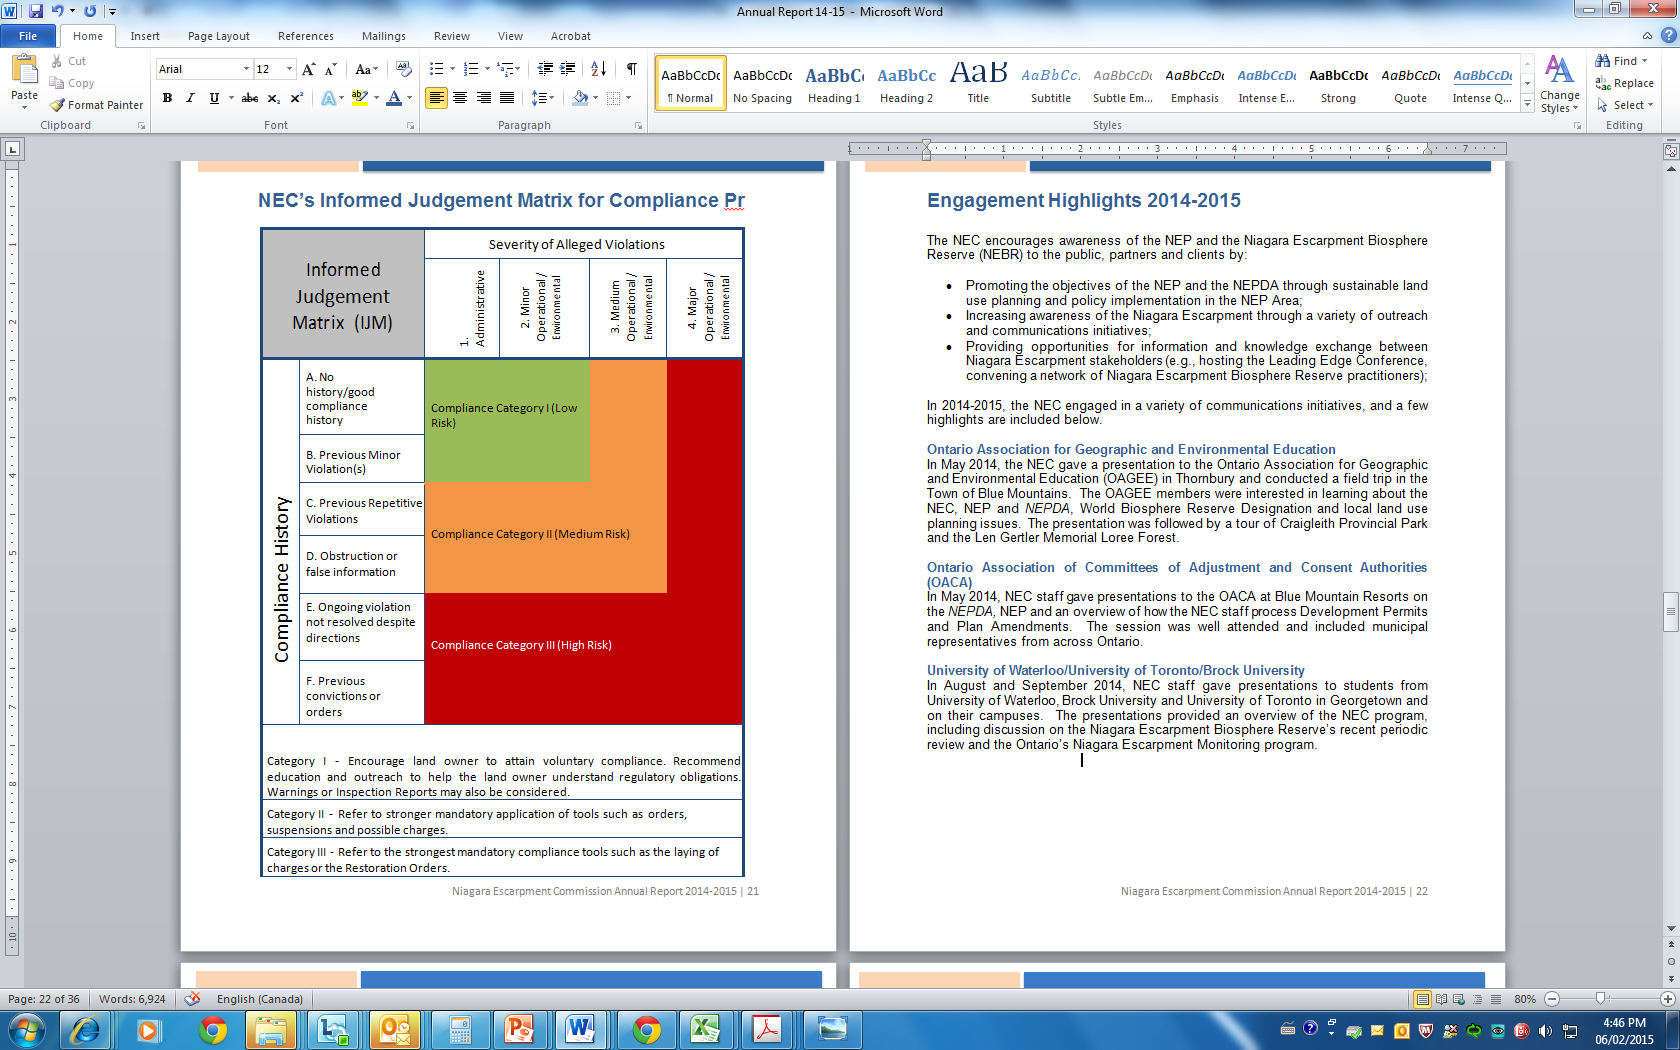 Annual Report 14-15 - Microsoft Word
File Home Insert Page Layout References Mailings Review View Acrobat
Paste
Cut
Copy
Format Painter
Clipboard
Arial 12
Font
Paragraph
AaBbCcDc AaBbCcDc AaBbC AaBbCc AaB AaBbCc. AaBbCcDc AaBbCcDc AaBbCcDc AaBbCcDc AaBbCcDc AaBbCcDc
¶ Normal No Spacing Heading 1 Heading 2 Title Subtitle Subtle Em... Emphasis Intense E... Strong Quote Intense Q...
Change Styles
Styles
Find
Replace
Select
Editing
NEC's Informed Judgement Matrix for Compliance Pr
Informed
Judgement
Matrix (IJM)
Severity of Alleged Violations
1.
Administrative
2. Minor
Operational /
Environmental
3. Medium
Operational /
Environmental
4. Major
Operational /
Environmental
Compliance History
A. No
history/good
compliance
history
B. Previous Minor
Violation(s)
C. Previous Repetitive
Violations
D. Obstruction or
false information
E. Ongoing violation
not resolved despite
directions
F. Previous
convictions or
orders
Compliance Category I (Low
Risk)
Compliance Category II (Medium Risk)
Compliance Category III (High Risk)
Category I - Encourage land owner to attain voluntary compliance. Recommend
education and outreach to help the land owner understand regulatory obligations.
Warnings or Inspection Reports may also be considered.
Category II - Refer to stronger mandatory application of tools such as orders,
suspensions and possible charges.
Category III - Refer to the strongest mandatory compliance tools such as the laying of
charges or the Restoration Orders.
Niagara Escarpment Commission Annual Report 2014-2015 | 21
Engagement Highlights 2014-2015
The NEC encourages awareness of the NEP and the Niagara Escarpment Biosphere
Reserve (NEBR) to the public, partners and clients by:
• Promoting the objectives of the NEP and the NEPDA through sustainable land
use planning and policy implementation in the NEP Area;
• Increasing awareness of the Niagara Escarpment through a variety of outreach
and communications initiatives;
• Providing opportunities for information and knowledge exchange between
Niagara Escarpment stakeholders (e.g., hosting the Leading Edge Conference,
convening a network of Niagara Escarpment Biosphere Reserve practitioners);
In 2014-2015, the NEC engaged in a variety of communications initiatives, and a few
highlights are included below.
Ontario Association for Geographic and Environmental Education
In May 2014, the NEC gave a presentation to the Ontario Association for Geographic
and Environmental Education (OAGEE) in Thornbury and conducted a field trip in the
Town of Blue Mountains. The OAGEE members were interested in learning about the
NEC, NEP and NEPDA, World Biosphere Reserve Designation and local land use
planning issues. The presentation was followed by a tour of Craigleith Provincial Park
and the Len Gertler Memorial Loree Forest.
Ontario Association of Committees of Adjustment and Consent Authorities
(OACA)
In May 2014, NEC staff gave presentations to the OACA at Blue Mountain Resorts on
the NEPDA, NEP and an overview of how the NEC staff process Development Permits
and Plan Amendments. The session was well attended and included municipal
representatives from across Ontario.
University of Waterloo/University of Toronto/Brock University
In August and September 2014, NEC staff gave presentations to students from
University of Waterloo, Brock University and University of Toronto in Georgetown and
on their campuses. The presentations provided an overview of the NEC program,
including discussion on the Niagara Escarpment Biosphere Reserve's recent periodic
review and the Ontario's Niagara Escarpment Monitoring program.
Niagara Escarpment Commission Annual Report 2014-2015 | 22
Page: 22 of 36 Words: 6,924 English (Canada) 80%
4:46 PM
06/02/2015